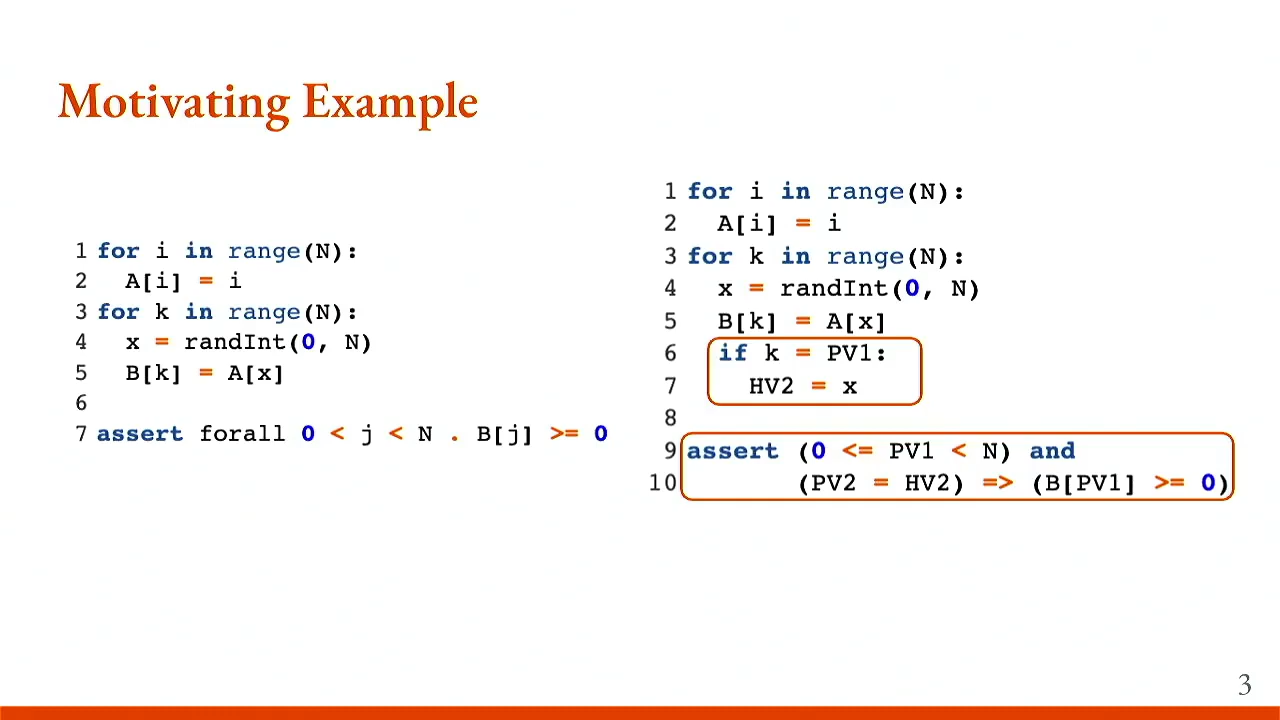 Motivating Example
1 for i in range(N):
2   A[i] = i
3 for k in range(N):
4   x = randInt(0, N)
5   B[k] = A[x]
6
7 assert forall 0 < j < N . B[j] >= 0
1 for i in range(N):
2   A[i] = i
3 for k in range(N):
4   x = randInt(0, N)
5   B[k] = A[x]
6   if k = PV1:
7     HV2 = x
8
9 assert (0 <= PV1 < N) and
10        (PV2 = HV2) => (B[PV1] >= 0)
3